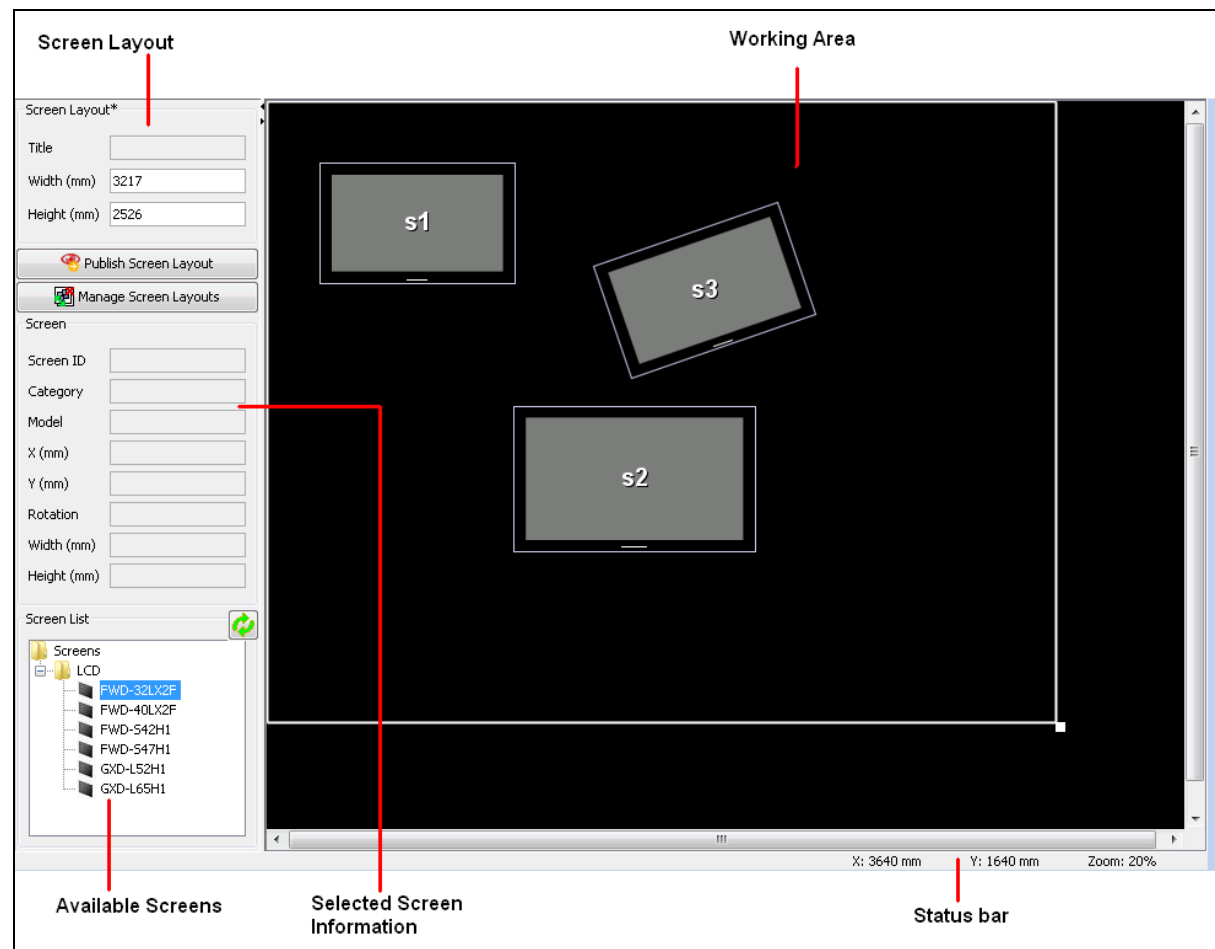 Screen Layout
Working Area
Screen Layout*
Title
Width (mm) 3217
Height (mm) 2526
Publish Screen Layout
Manage Screen Layouts
Screen
Screen ID
Category
Model
X (mm)
Y (mm)
Rotation
Width (mm)
Height (mm)
Screen List
Screens
LCD
FWD-32LX2F
FWD-40LX2F
FWD-S42H1
FWD-S47H1
GXD-L52H1
GXD-L65H1
s1
s3
s2
X: 3640 mm Y: 1640 mm Zoom: 20%
Available Screens
Selected Screen
Information
Status bar